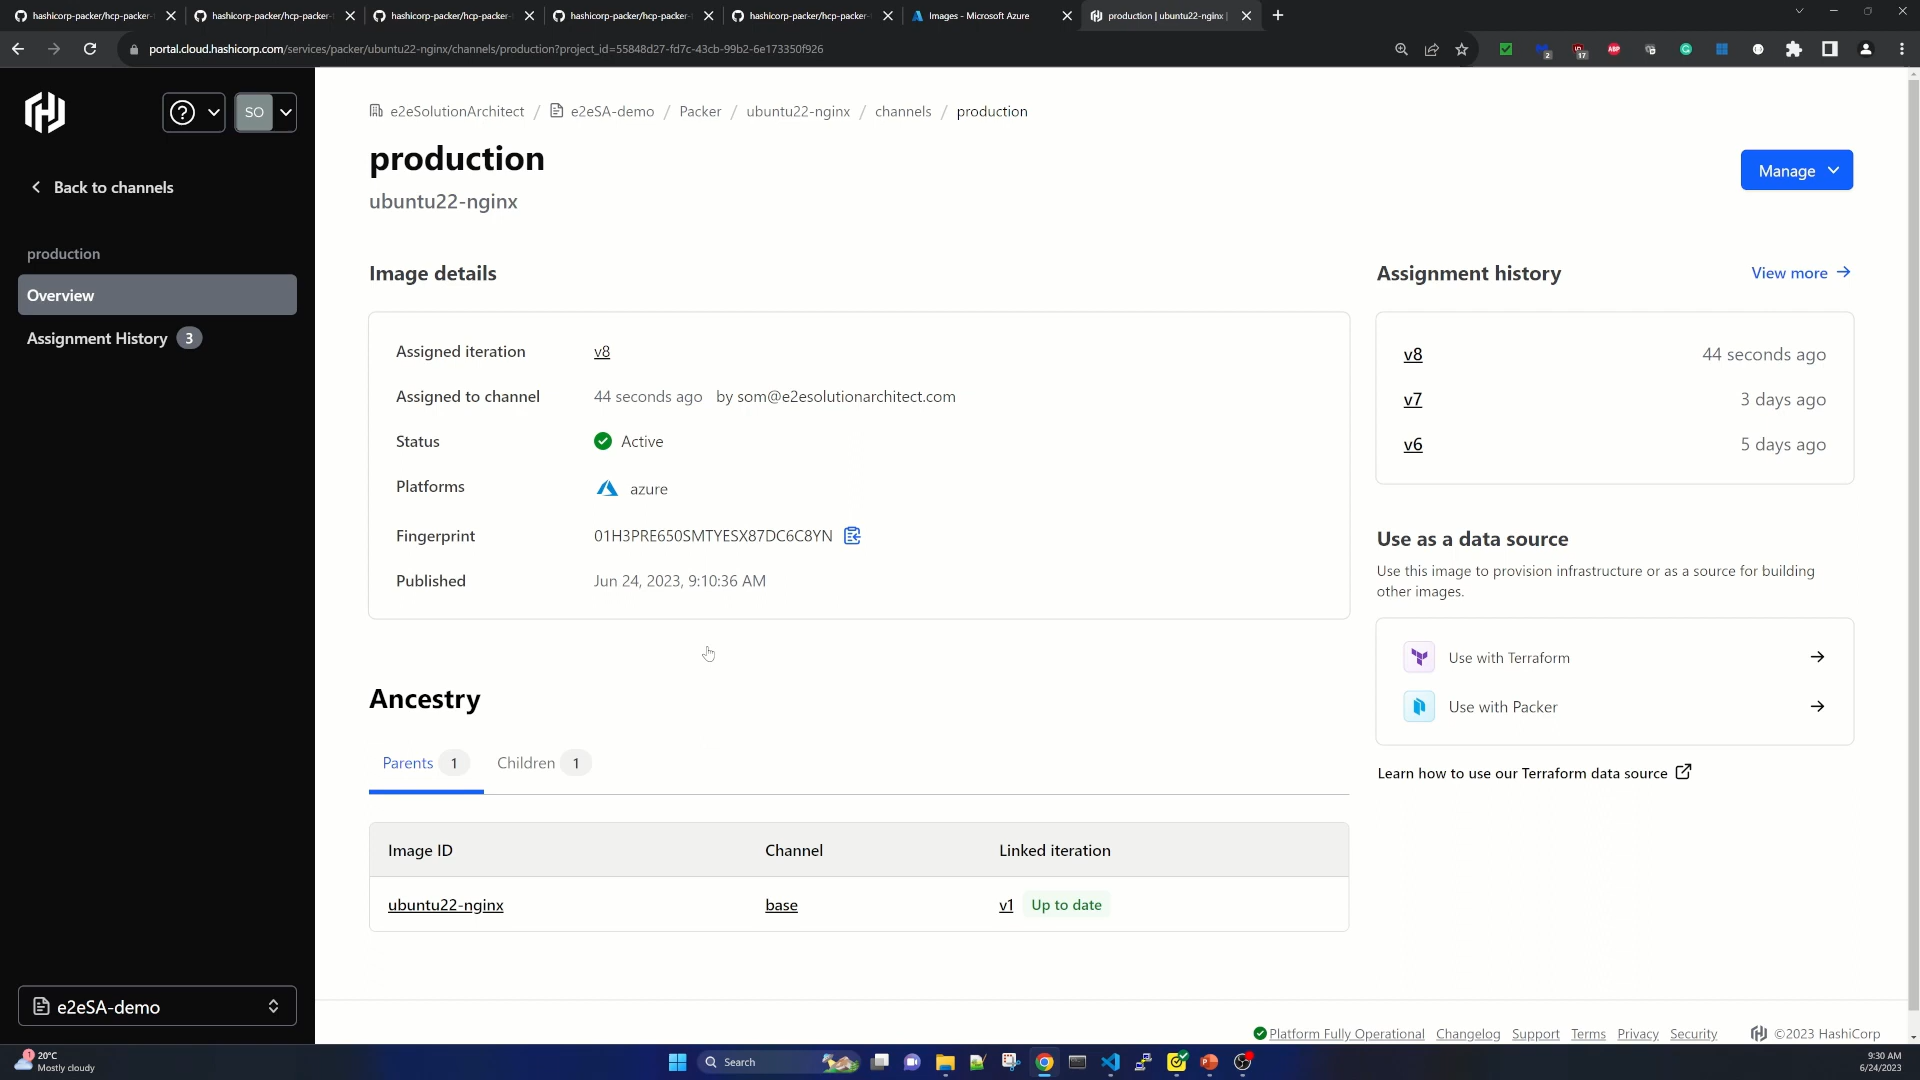 hashicorp-packer/hcp-packer-
hashicorp-packer/hcp-packer-
hashicorp-packer/hcp-packer-
hashicorp-packer/hcp-packer-
hashicorp-packer/hcp-packer-
Images - Microsoft Azure
production | ubuntu22-nginx |
portal.cloud.hashicorp.com/services/packer/ubuntu22-nginx/channels/production?project_id=55848d27-fd7c-43cb-99b2-6e173350f926
2
17
ABP
SO
Back to channels
production
Overview
Assignment History 3
e2eSA-demo
e2eSolutionArchitect / e2eSA-demo / Packer / ubuntu22-nginx / channels / production
production
ubuntu22-nginx
Manage
Image details
Assigned iteration v8
Assigned to channel 44 seconds ago by som@e2esolutionarchitect.com
Status Active
Platforms azure
Fingerprint 01H3PRE650SMTYESX87DC6C8YN
Published Jun 24, 2023, 9:10:36 AM
Ancestry
Parents 1 Children 1
Image ID Channel Linked iteration
ubuntu22-nginx base v1 Up to date
Assignment history View more
v8 44 seconds ago
v7 3 days ago
v6 5 days ago
Use as a data source
Use this image to provision infrastructure or as a source for building
other images.
Use with Terraform
Use with Packer
Learn how to use our Terraform data source
Platform Fully Operational Changelog Support Terms Privacy Security ©2023 HashiCorp
1
20°C
Mostly cloudy
Search
9:30 AM
6/24/2023